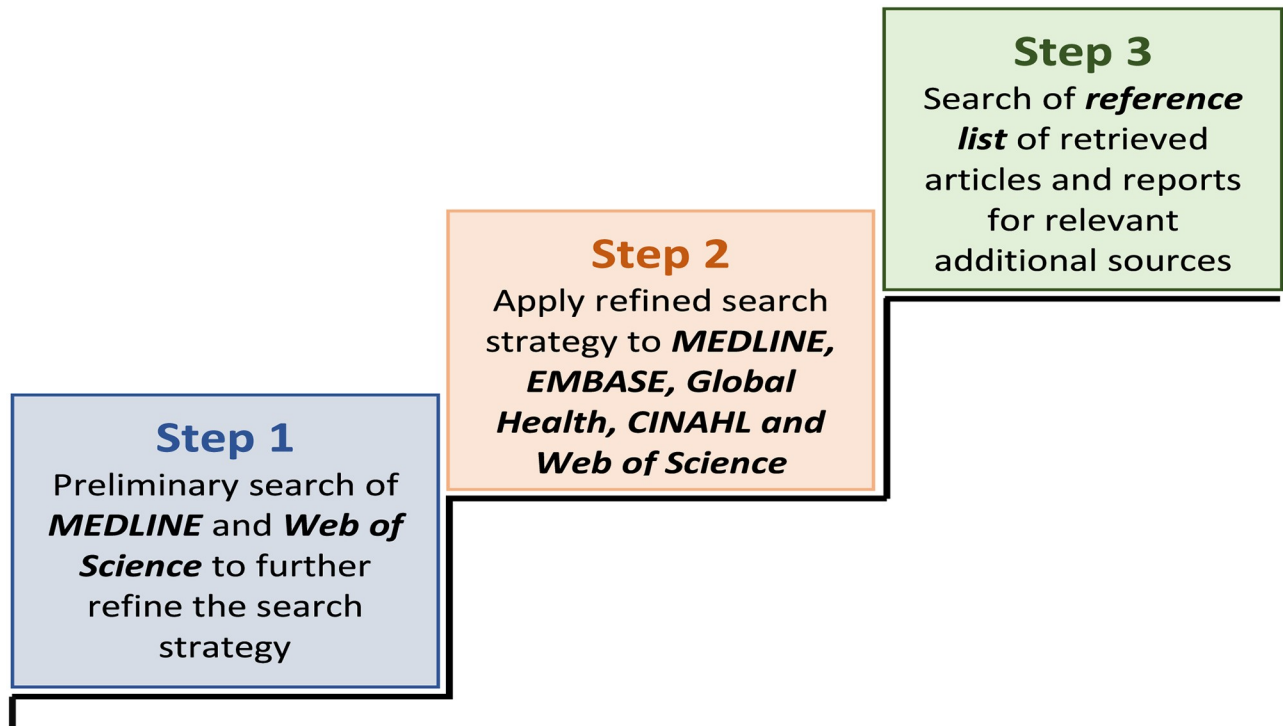 Step 1
Preliminary search of
MEDLINE and Web of
Science to further
refine the search
strategy
Step 2
Apply refined search
strategy to MEDLINE,
EMBASE, Global
Health, CINAHL and
Web of Science
Step 3
Search of reference
list of retrieved
articles and reports
for relevant
additional sources